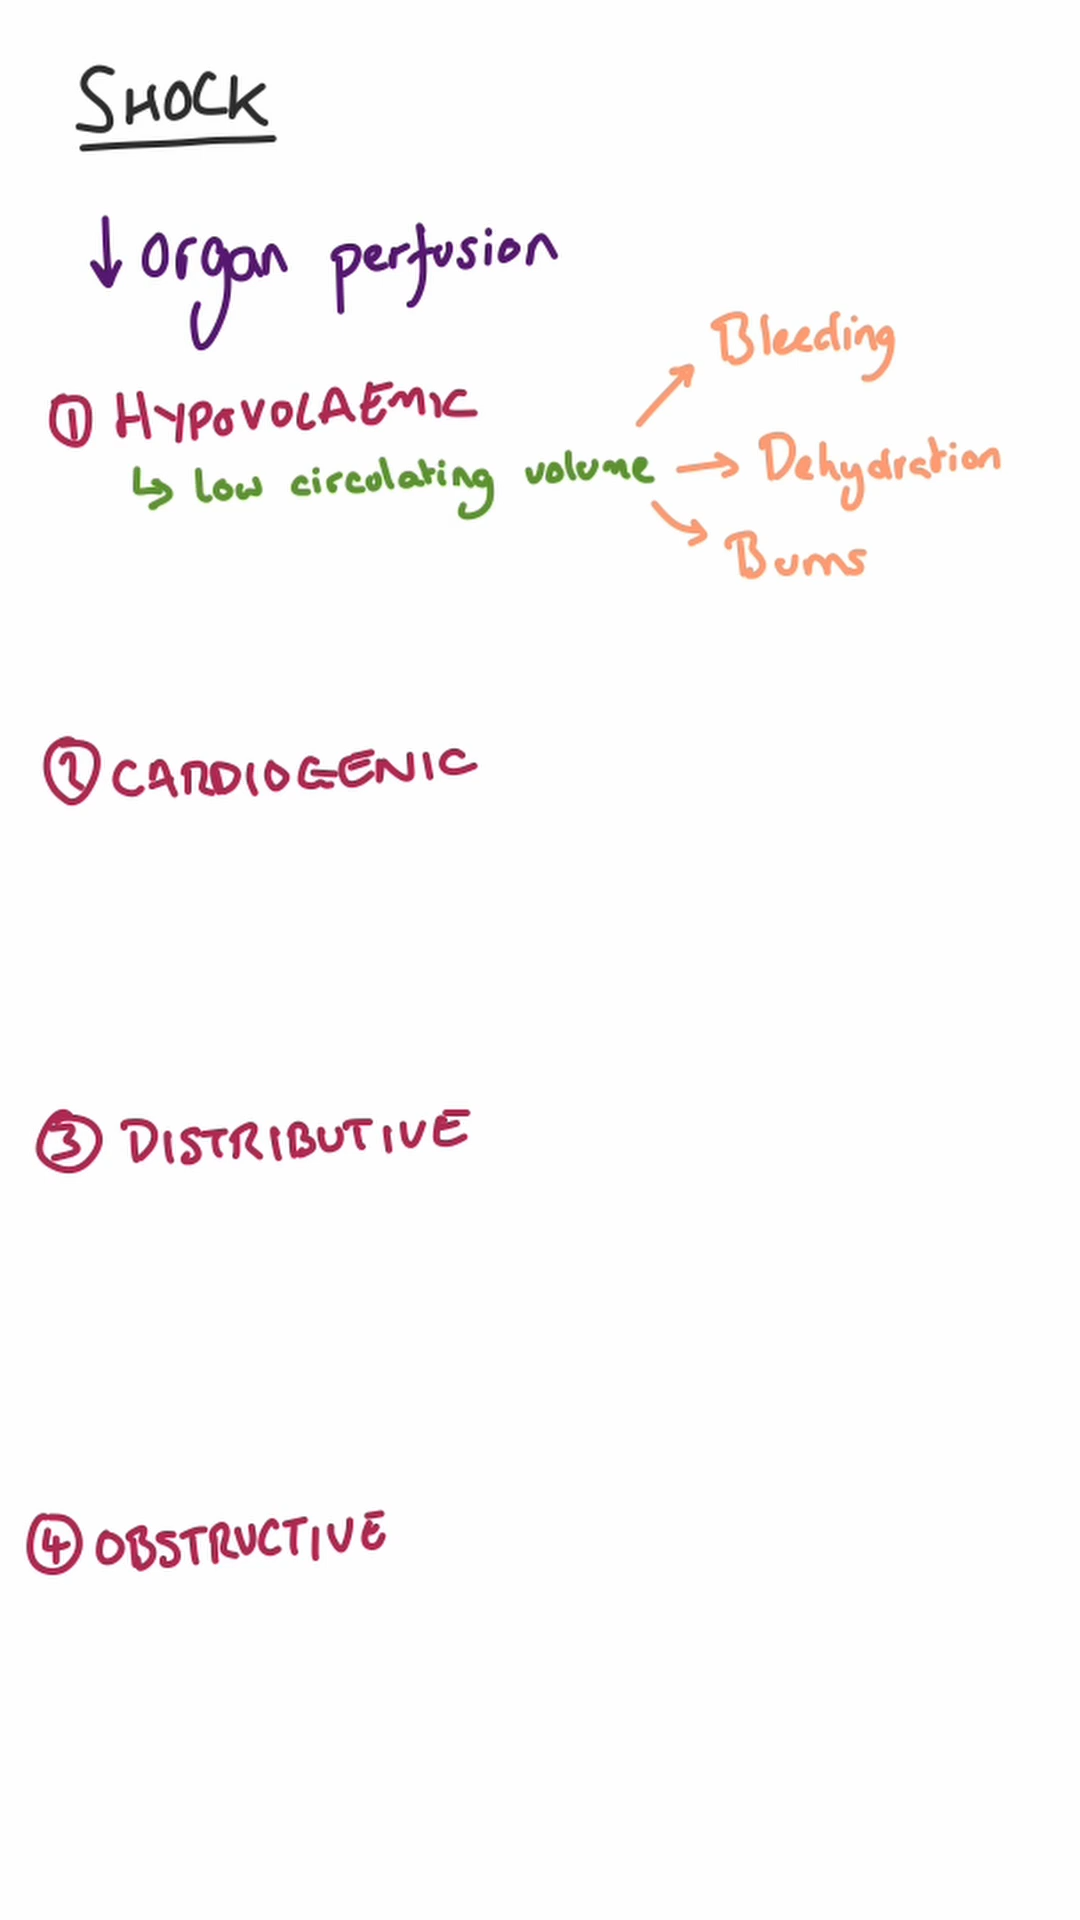 SHOCK
↓ organ perfusion
① HYPOVOLAEMIC
↳ low circulating volume
→ Bleeding
→ Dehydration
→ Burns
② CARDIOGENIC
③ DISTRIBUTIVE
④ OBSTRUCTIVE